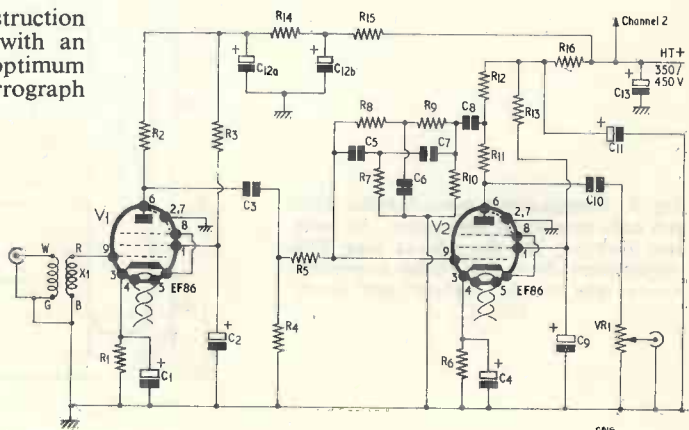 struction
with an
optimum
errograph
R14
R15
Channel 2
HT+
350/
450 V
R16
C12a
C12b
C13
R12
R13
R2
R3
R8
R9
C8
C11
C5
C7
R11
R7
C6
R10
C10
C3
V1
6
2,7
8
1
9
3
4
5
EF86
R5
V2
6
2,7
8
1
9
3
4
5
EF86
W
R
X1
G
B
R1
C1
C2
R4
R6
C4
C9
VR1